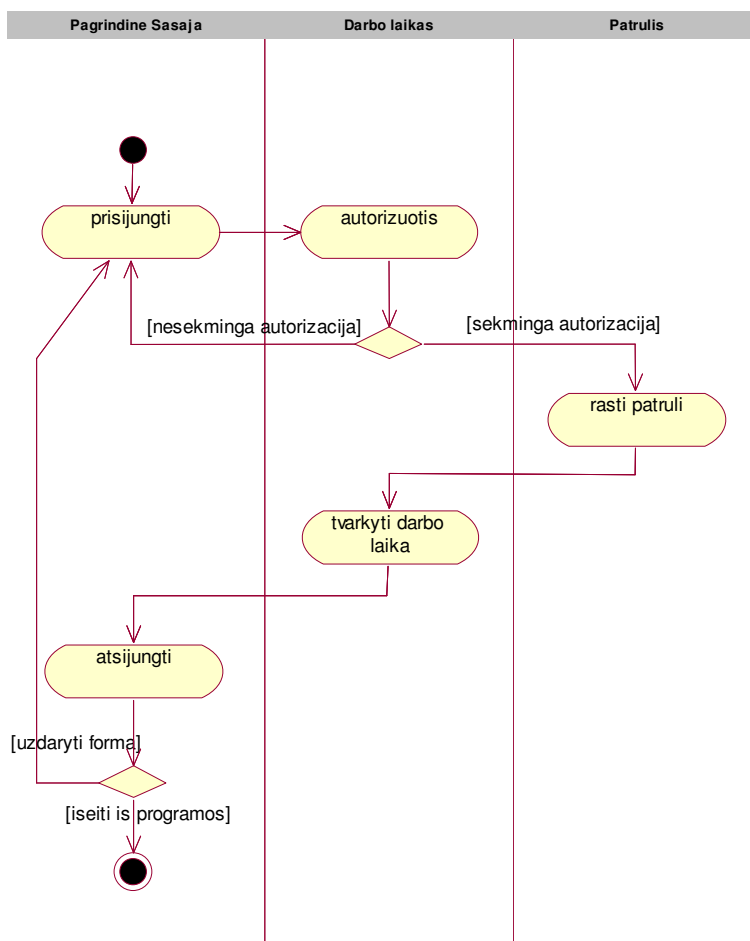 Pagrindine Sasaja
Darbo laikas
Patrulis
prisijungti
autorizuotis
[nesekminga autorizacija]
[sekminga autorizacija]
rasti patruli
tvarkyti darbo
laika
atsijungti
[uzdaryti forma]
[iseiti is programos]